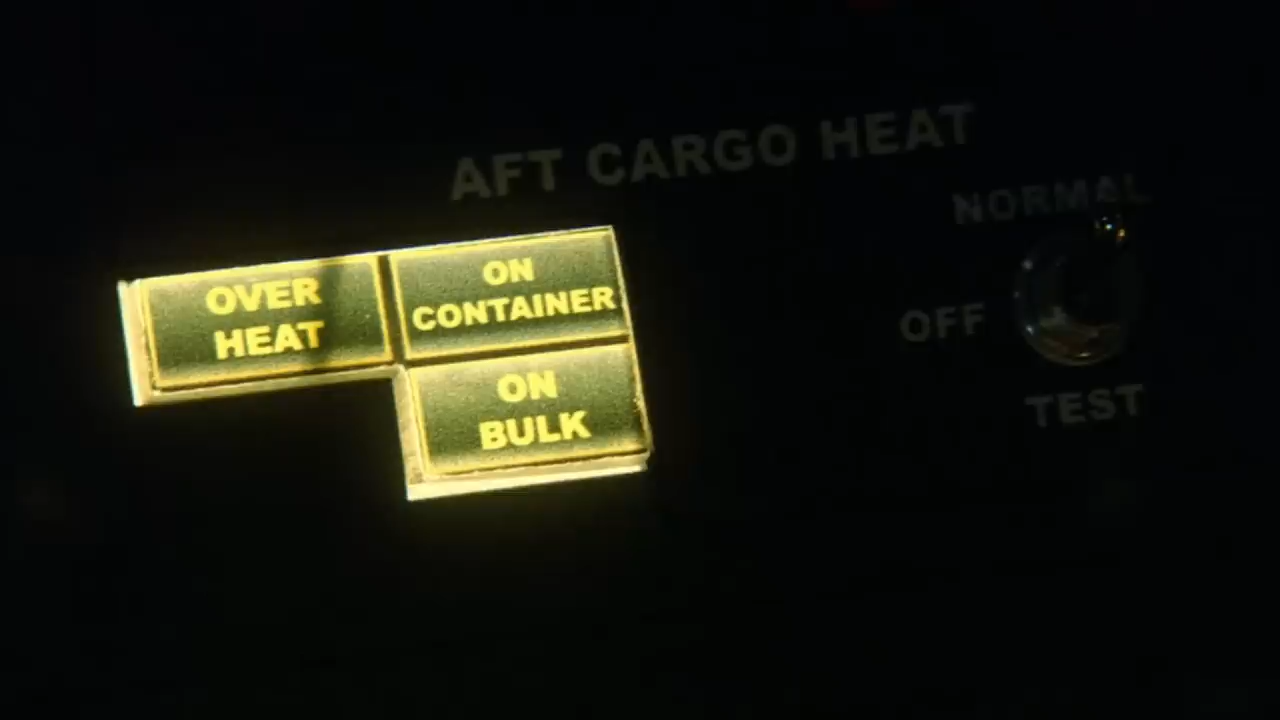 AFT CARGO HEAT
NORMAL
OVER
HEAT
ON
CONTAINER
OFF
ON
BULK
TEST